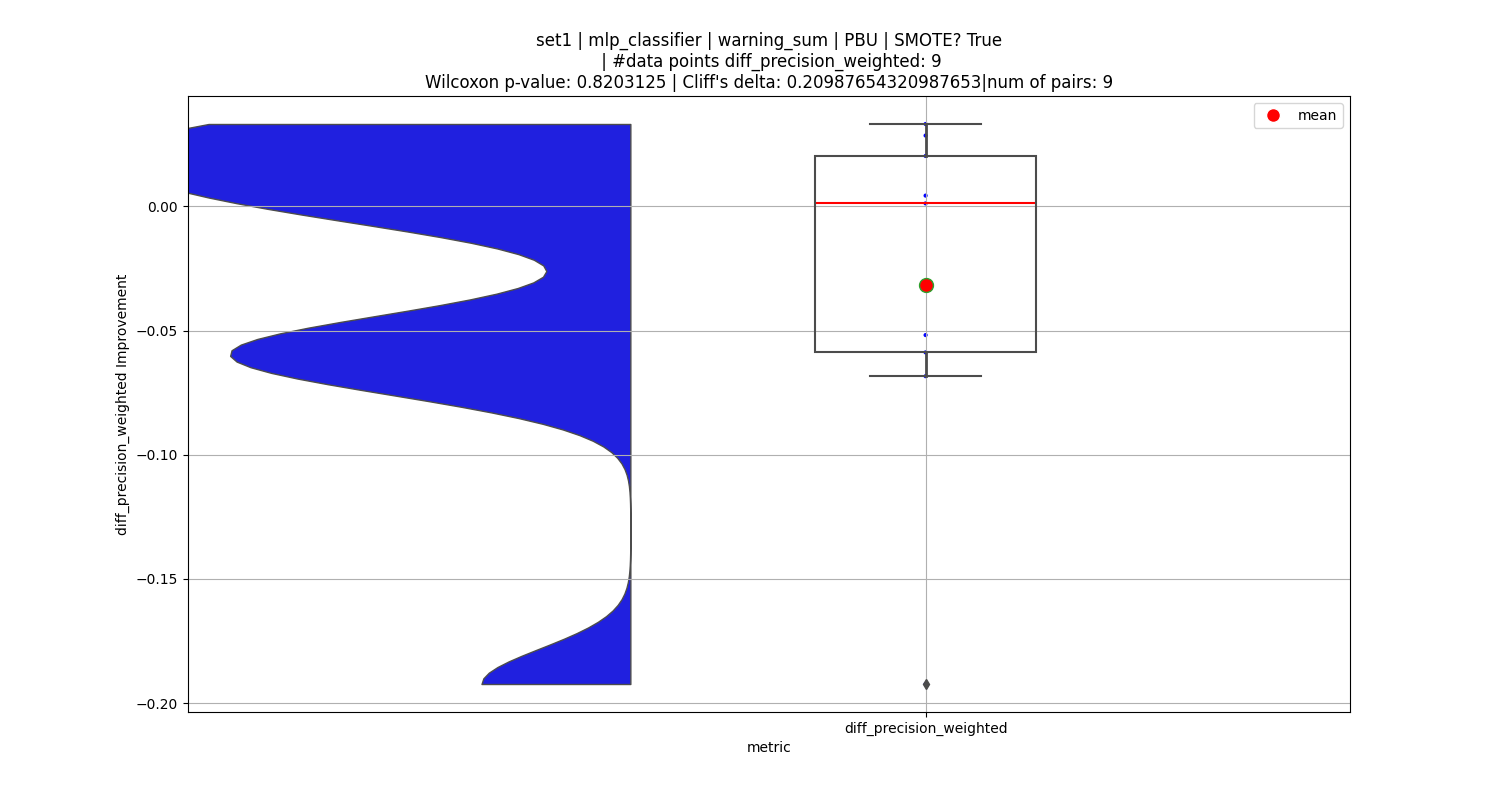 set1 | mlp_classifier | warning_sum | PBU | SMOTE? True
| #data points diff_precision_weighted: 9
Wilcoxon p-value: 0.8203125 | Cliff's delta: 0.20987654320987653|num of pairs: 9
mean
0.00
−0.05
−0.10
−0.15
−0.20
diff_precision_weighted Improvement
diff_precision_weighted
metric